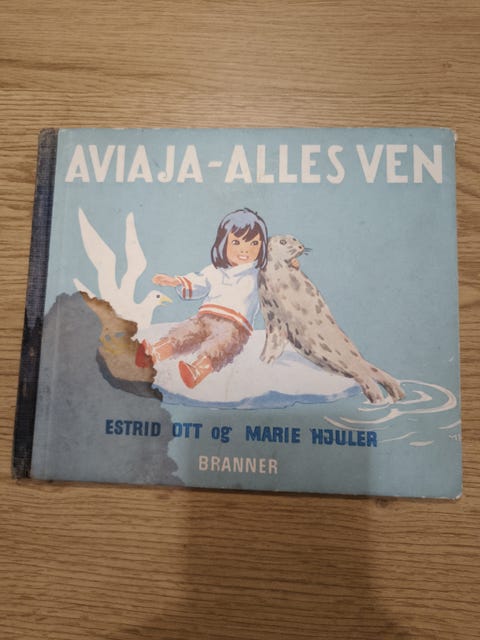 AVIAJA-ALLES VEN
ESTRID OTT og MARIE HJULER
BRANNER